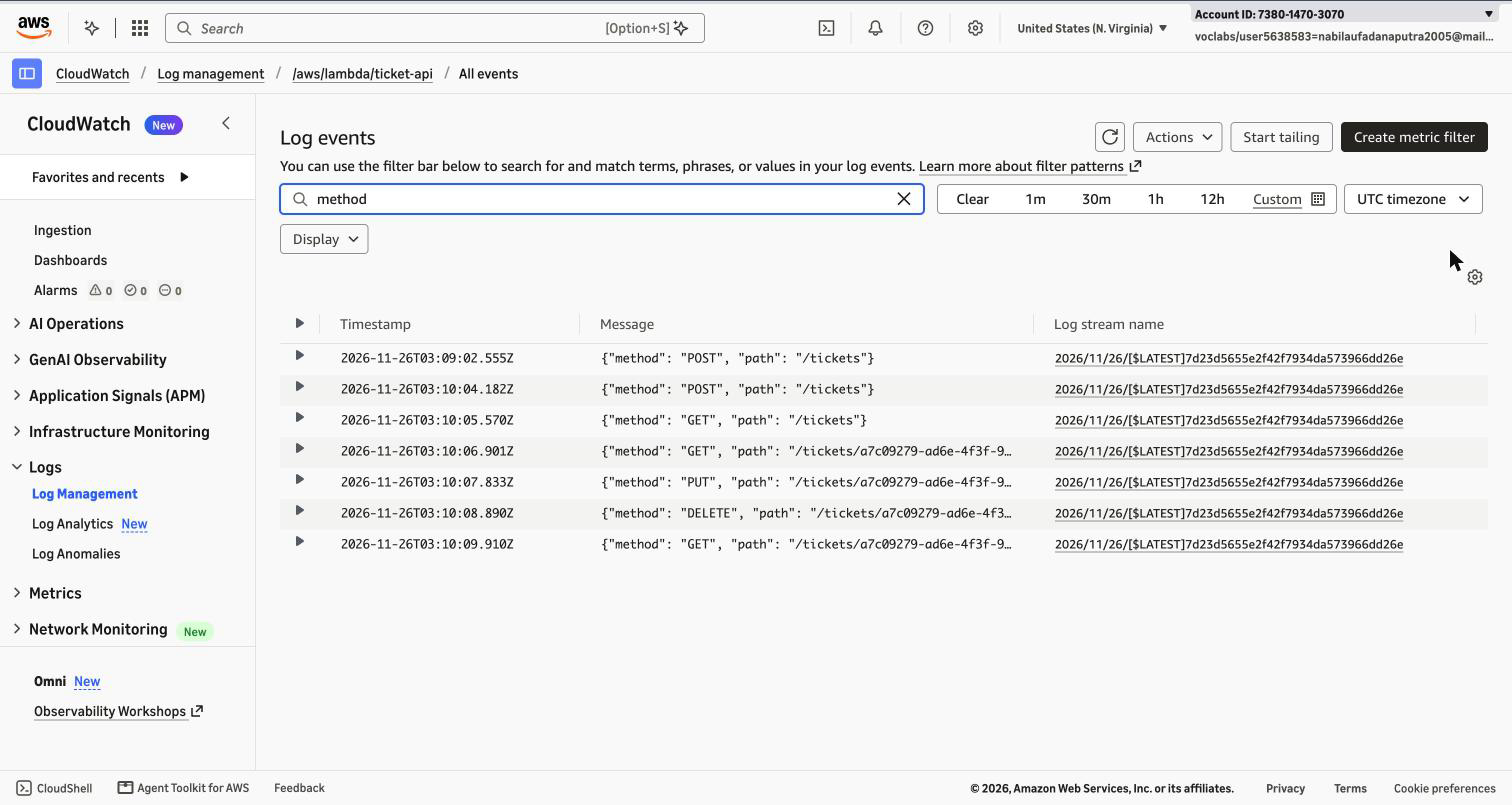 aws
Search [Option+S]
United States (N. Virginia)
Account ID: 7380-1470-3070
voclabs/user5638583=nabilaufadanaputra2005@mail...
CloudWatch / Log management / /aws/lambda/ticket-api / All events
CloudWatch New
Favorites and recents
Ingestion
Dashboards
Alarms 0 0 0
AI Operations
GenAI Observability
Application Signals (APM)
Infrastructure Monitoring
Logs
Log Management
Log Analytics New
Log Anomalies
Metrics
Network Monitoring New
Omni New
Observability Workshops
Log events
Actions
Start tailing
Create metric filter
You can use the filter bar below to search for and match terms, phrases, or values in your log events. Learn more about filter patterns
method
Clear 1m 30m 1h 12h Custom
UTC timezone
Display
Timestamp Message Log stream name
2026-11-26T03:09:02.555Z {"method": "POST", "path": "/tickets"} 2026/11/26/[$LATEST]7d23d5655e2f42f7934da573966dd26e
2026-11-26T03:10:04.182Z {"method": "POST", "path": "/tickets"} 2026/11/26/[$LATEST]7d23d5655e2f42f7934da573966dd26e
2026-11-26T03:10:05.570Z {"method": "GET", "path": "/tickets"} 2026/11/26/[$LATEST]7d23d5655e2f42f7934da573966dd26e
2026-11-26T03:10:06.901Z {"method": "GET", "path": "/tickets/a7c09279-ad6e-4f3f-9… 2026/11/26/[$LATEST]7d23d5655e2f42f7934da573966dd26e
2026-11-26T03:10:07.833Z {"method": "PUT", "path": "/tickets/a7c09279-ad6e-4f3f-9… 2026/11/26/[$LATEST]7d23d5655e2f42f7934da573966dd26e
2026-11-26T03:10:08.890Z {"method": "DELETE", "path": "/tickets/a7c09279-ad6e-4f3… 2026/11/26/[$LATEST]7d23d5655e2f42f7934da573966dd26e
2026-11-26T03:10:09.910Z {"method": "GET", "path": "/tickets/a7c09279-ad6e-4f3f-9… 2026/11/26/[$LATEST]7d23d5655e2f42f7934da573966dd26e
CloudShell Agent Toolkit for AWS Feedback
© 2026, Amazon Web Services, Inc. or its affiliates. Privacy Terms Cookie preferences